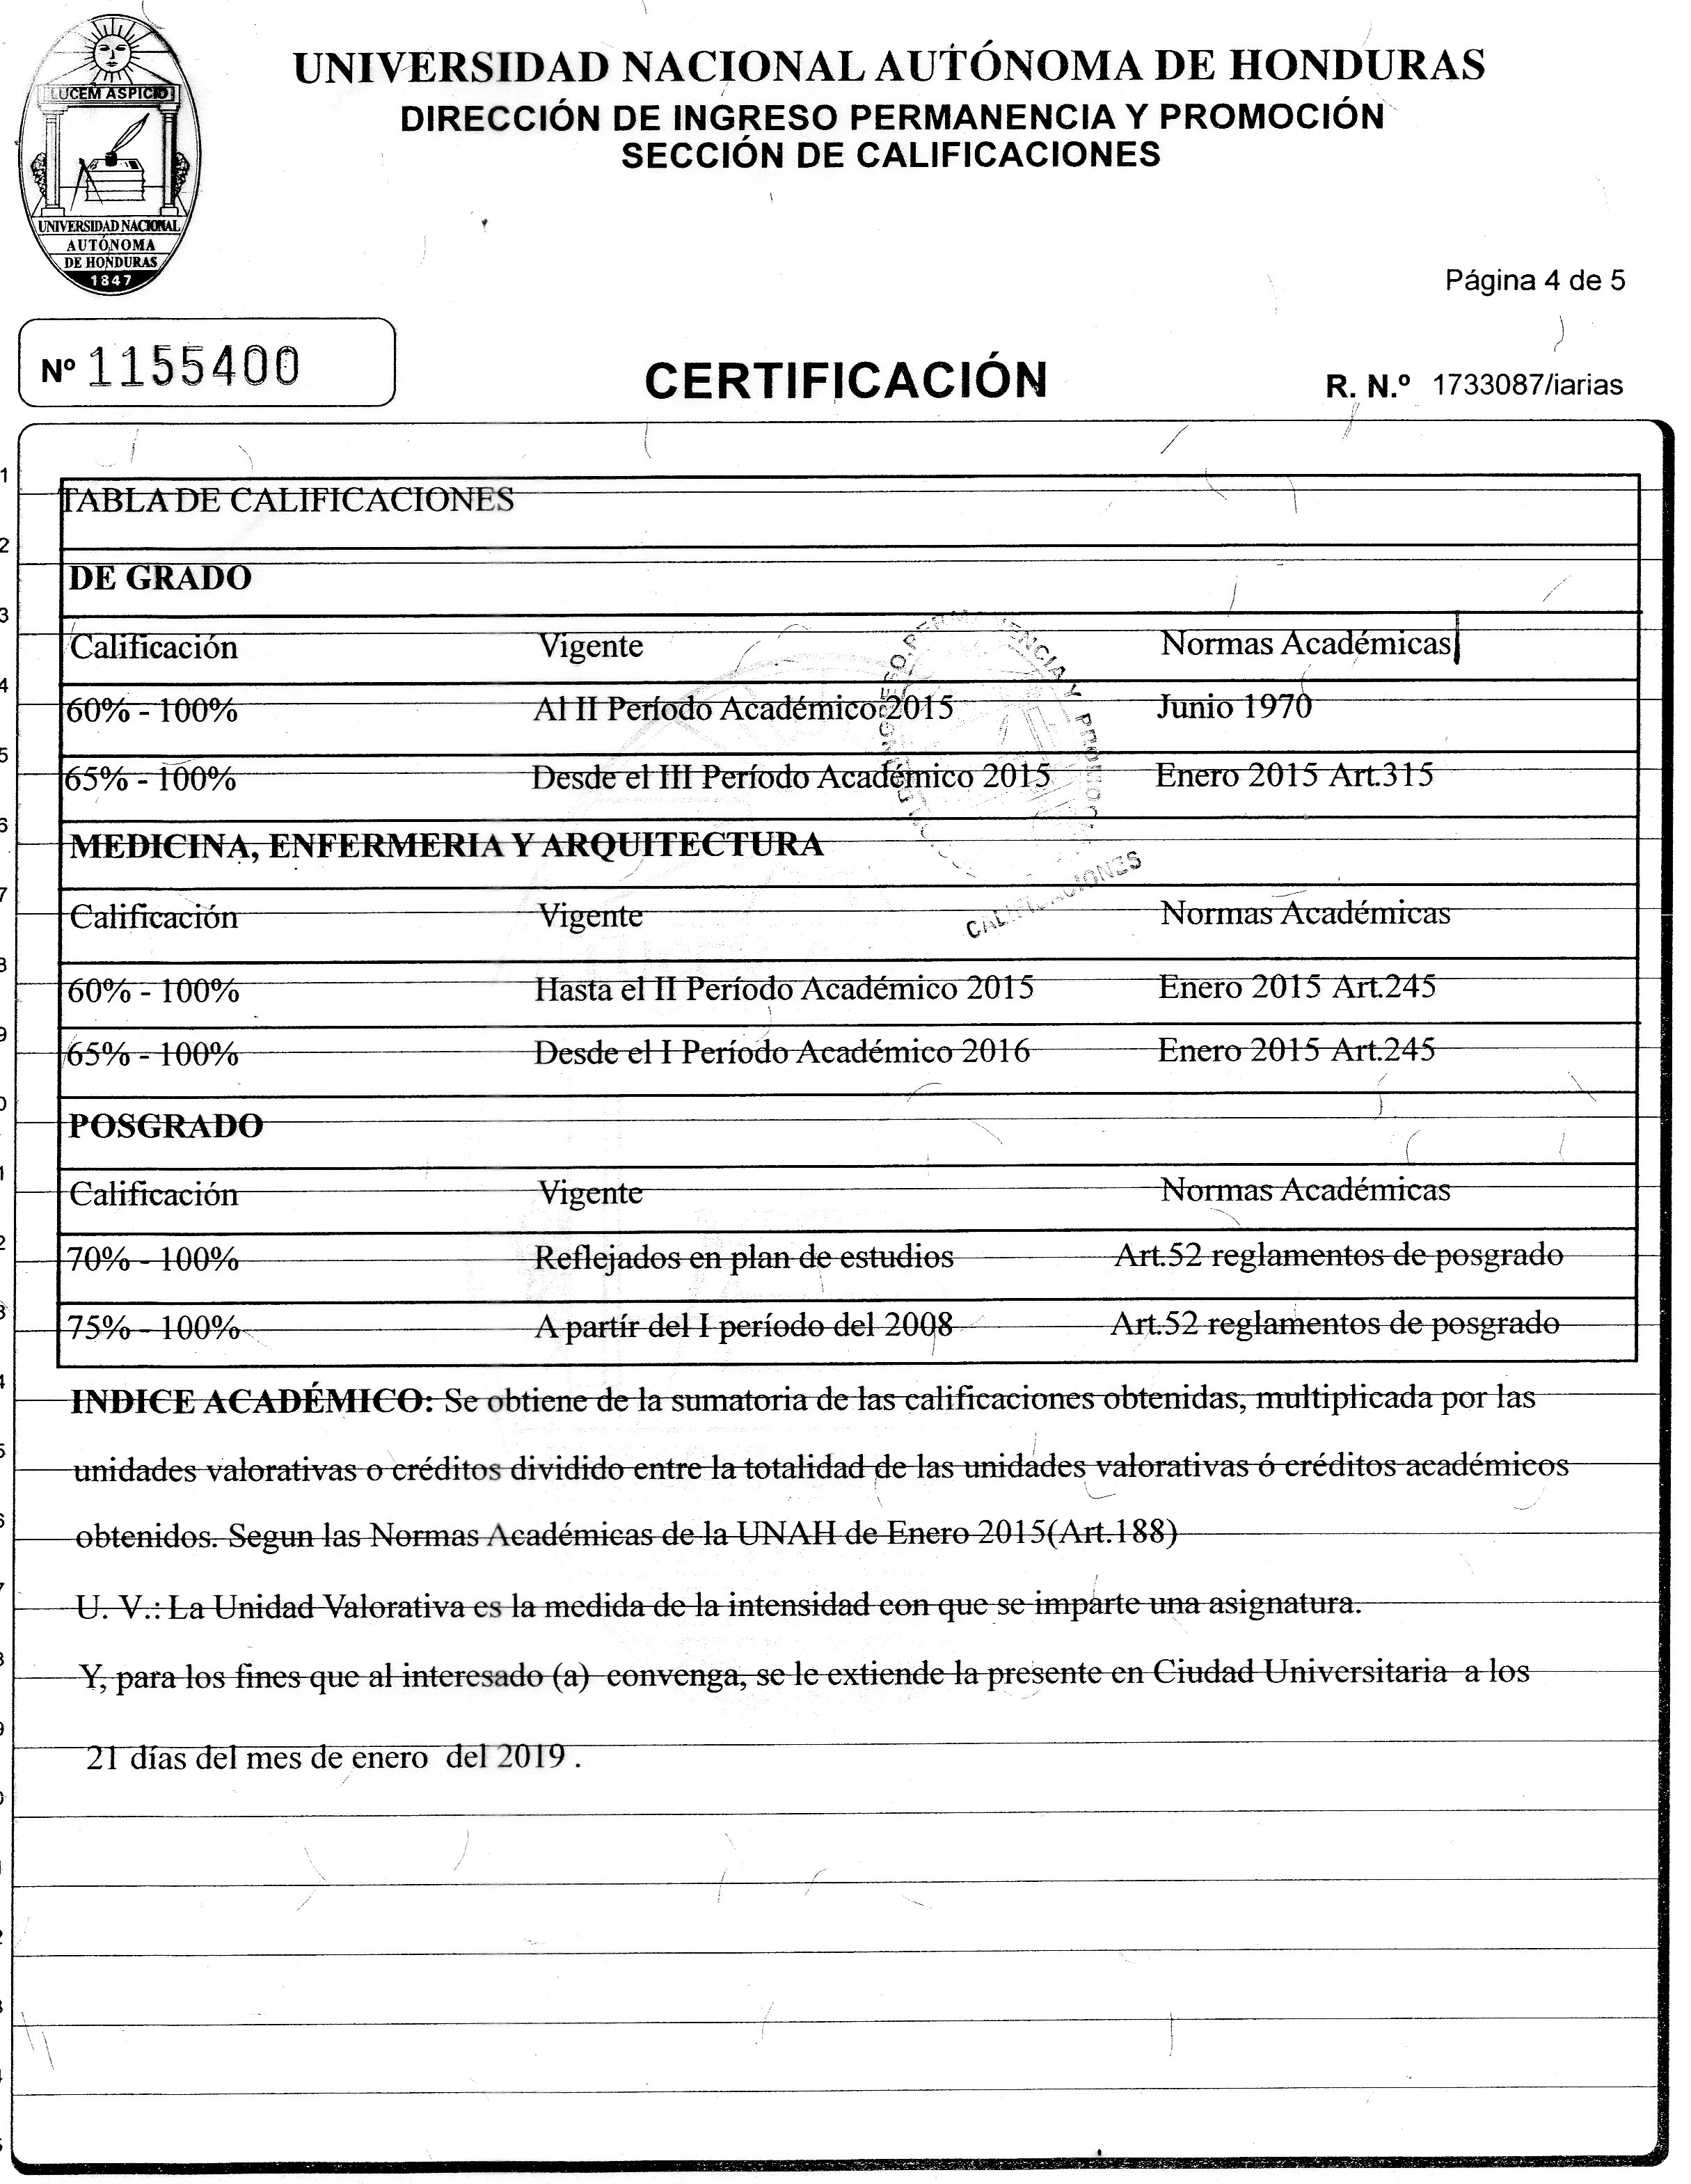 LUCEM ASPICIO
UNIVERSIDAD NACIONAL
AUTÓNOMA
DE HONDURAS
1847
UNIVERSIDAD NACIONAL AUTÓNOMA DE HONDURAS
DIRECCIÓN DE INGRESO PERMANENCIA Y PROMOCIÓN
SECCIÓN DE CALIFICACIONES
Página 4 de 5
Nº 1155400
CERTIFICACIÓN
R. N.º 1733087/iarias
TABLA DE CALIFICACIONES
DE GRADO
Calificación Vigente Normas Académicas
60% - 100% Al II Período Académico 2015 Junio 1970
65% - 100% Desde el III Período Académico 2015 Enero 2015 Art.315
MEDICINA, ENFERMERIA Y ARQUITECTURA
Calificación Vigente Normas Académicas
60% - 100% Hasta el II Período Académico 2015 Enero 2015 Art.245
65% - 100% Desde el I Período Académico 2016 Enero 2015 Art.245
POSGRADO
Calificación Vigente Normas Académicas
70% - 100% Reflejados en plan de estudios Art.52 reglamentos de posgrado
75% - 100% A partír del I período del 2008 Art.52 reglamentos de posgrado
INDICE ACADÉMICO: Se obtiene de la sumatoria de las calificaciones obtenidas, multiplicada por las
unidades valorativas o créditos dividido entre la totalidad de las unidades valorativas ó créditos académicos
obtenidos. Segun las Normas Académicas de la UNAH de Enero 2015(Art.188)
U. V.: La Unidad Valorativa es la medida de la intensidad con que se imparte una asignatura.
Y, para los fines que al interesado (a) convenga, se le extiende la presente en Ciudad Universitaria a los
21 días del mes de enero del 2019 .